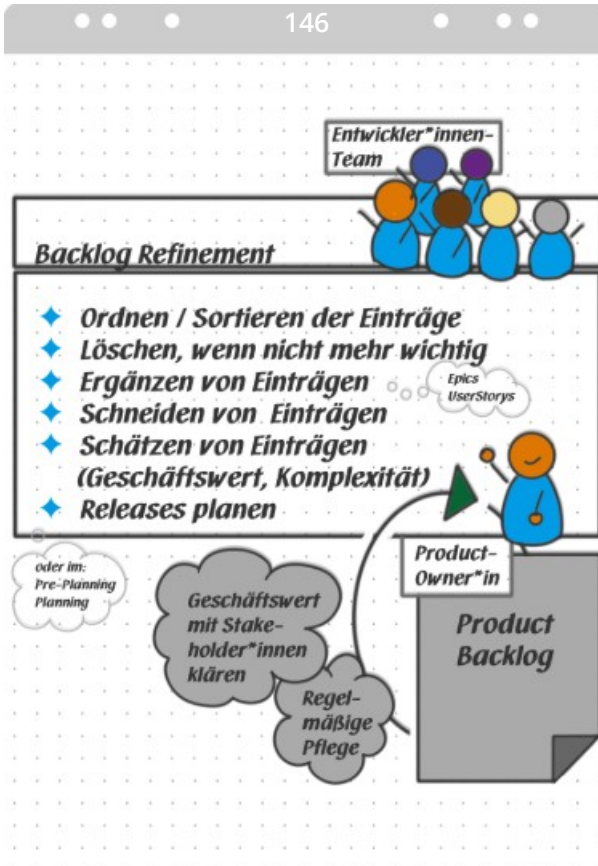 146
Entwickler*innen-
Team
Backlog Refinement
Ordnen / Sortieren der Einträge
Löschen, wenn nicht mehr wichtig
Ergänzen von Einträgen
Epics
UserStorys
Schneiden von Einträgen
Schätzen von Einträgen
(Geschäftswert, Komplexität)
Releases planen
oder im:
Pre-Planning
Planning
Product-
Owner*in
Geschäftswert
mit Stake-
holder*innen
klären
Product
Backlog
Regel-
mäßige
Pflege